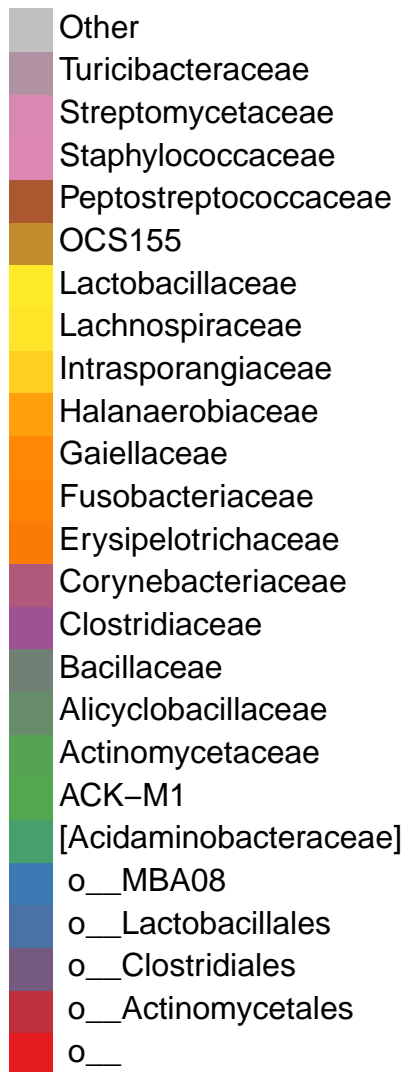 Other
Turicibacteraceae
Streptomycetaceae
Staphylococcaceae
Peptostreptococcaceae
OCS155
Lactobacillaceae
Lachnospiraceae
Intrasporangiaceae
Halanaerobiaceae
Gaiellaceae
Fusobacteriaceae
Erysipelotrichaceae
Corynebacteriaceae
Clostridiaceae
Bacillaceae
Alicyclobacillaceae
Actinomycetaceae
ACK−M1
[Acidaminobacteraceae]
o__MBA08
o__Lactobacillales
o__Clostridiales
o__Actinomycetales
o__